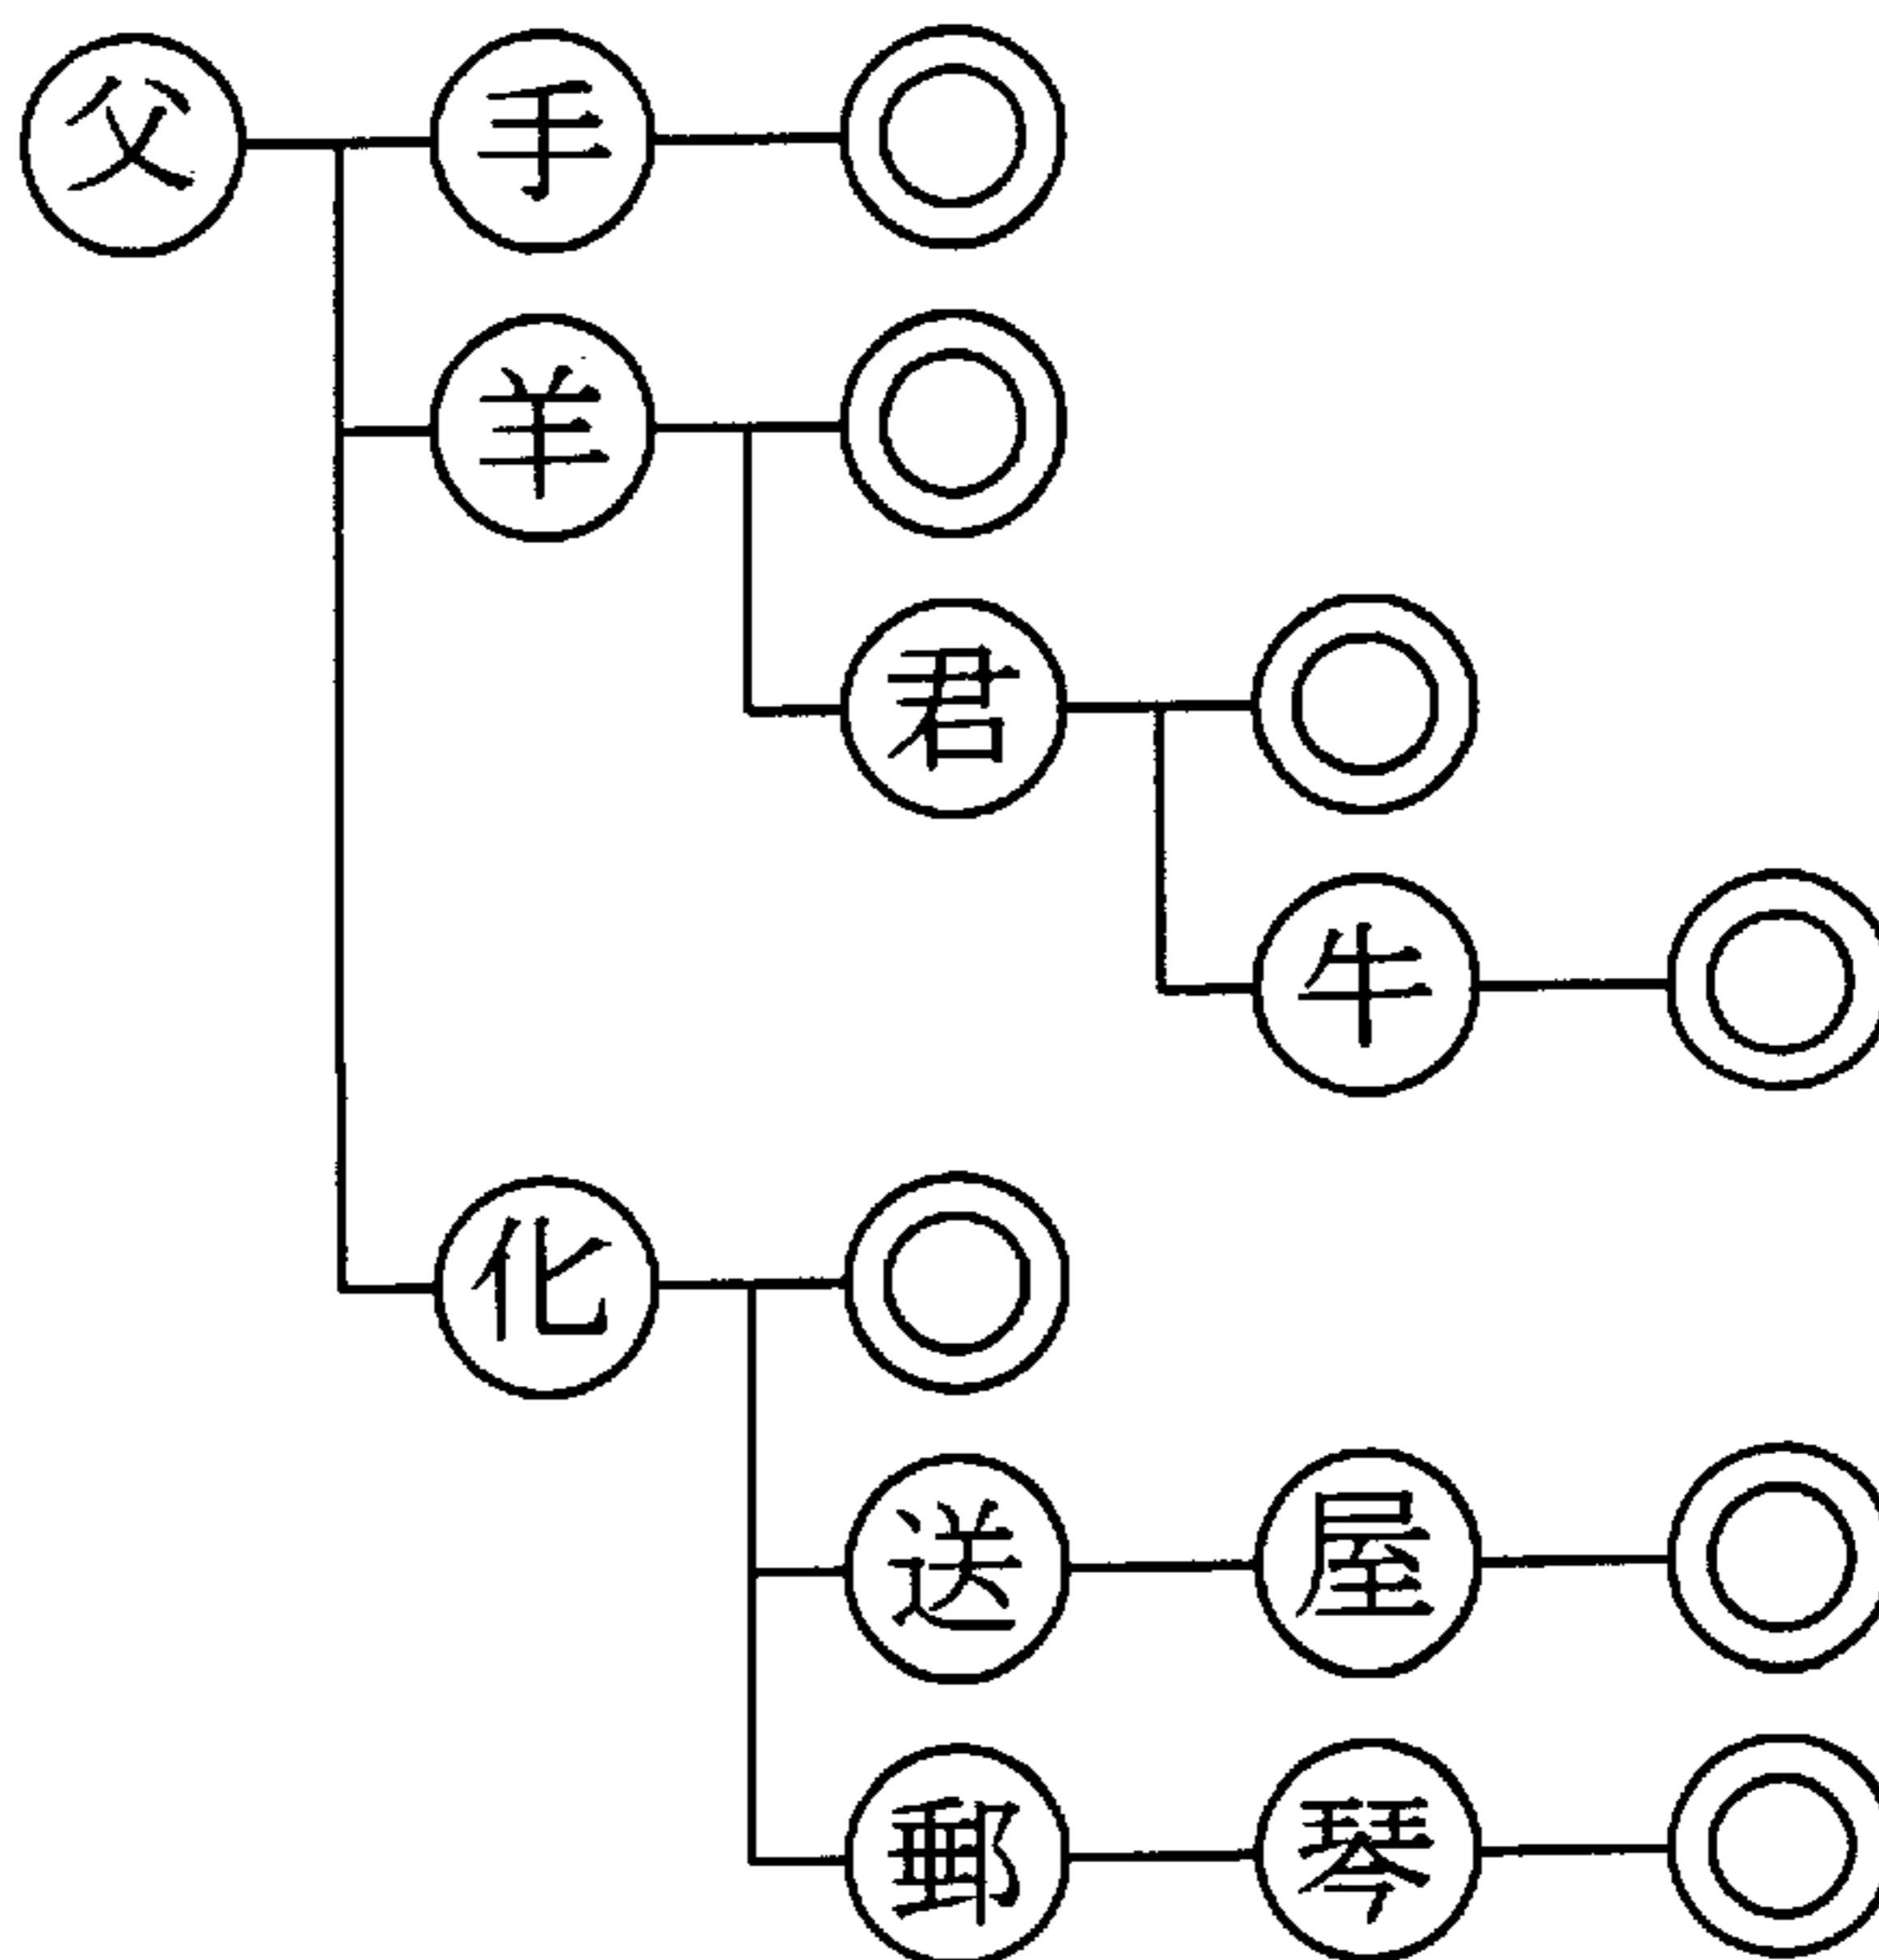 父 手
羊
君
牛
化
送 屋
郵 琴